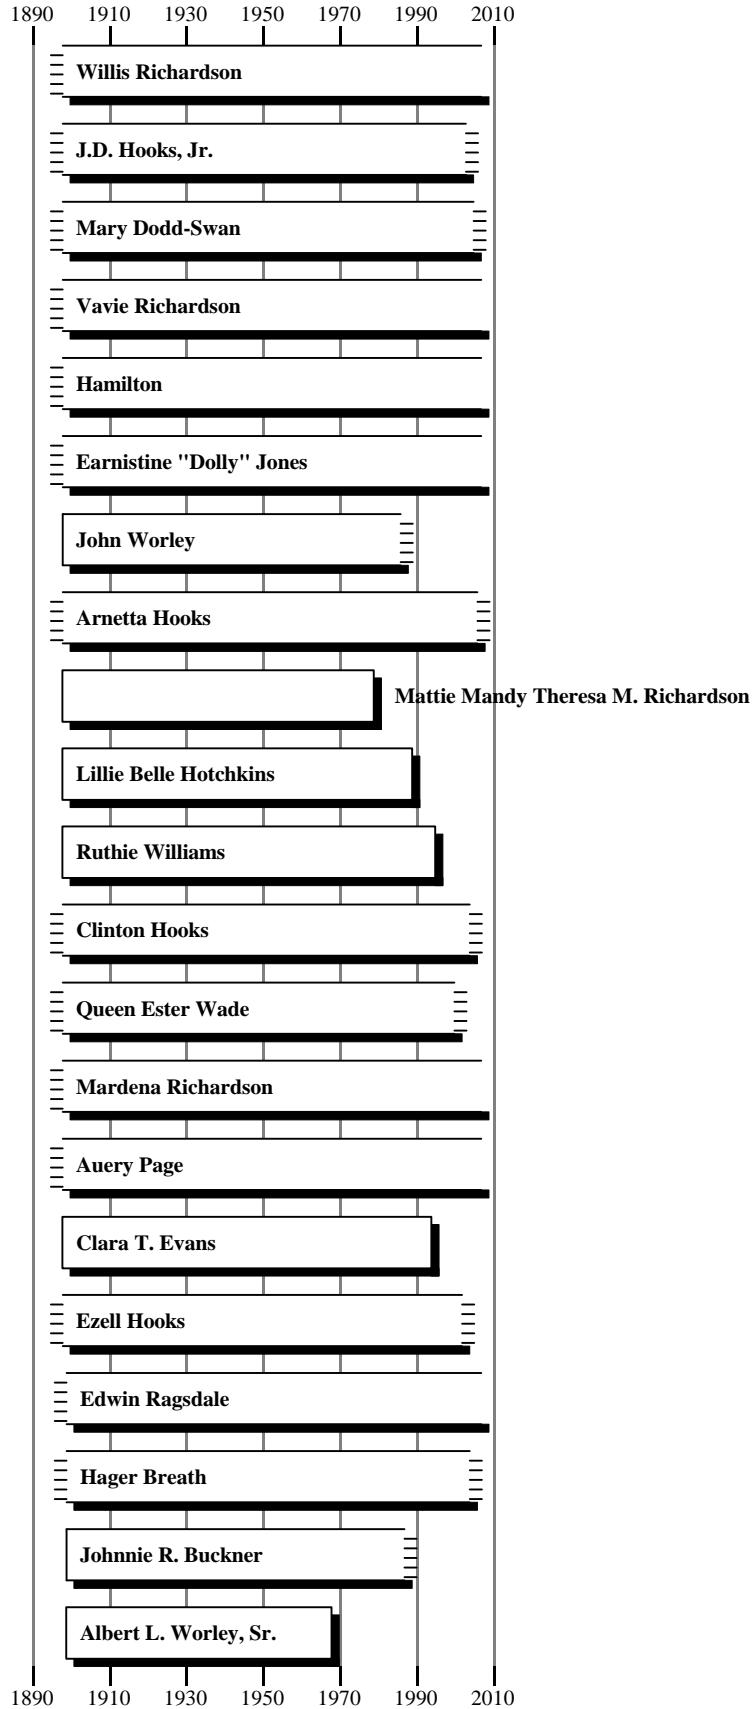 1890 1910 1930 1950 1970 1990 2010
Willis Richardson
J.D. Hooks, Jr.
Mary Dodd-Swan
Vavie Richardson
Hamilton
Earnistine "Dolly" Jones
John Worley
Arnetta Hooks
Mattie Mandy Theresa M. Richardson
Lillie Belle Hotchkins
Ruthie Williams
Clinton Hooks
Queen Ester Wade
Mardena Richardson
Auery Page
Clara T. Evans
Ezell Hooks
Edwin Ragsdale
Hager Breath
Johnnie R. Buckner
Albert L. Worley, Sr.
1890 1910 1930 1950 1970 1990 2010